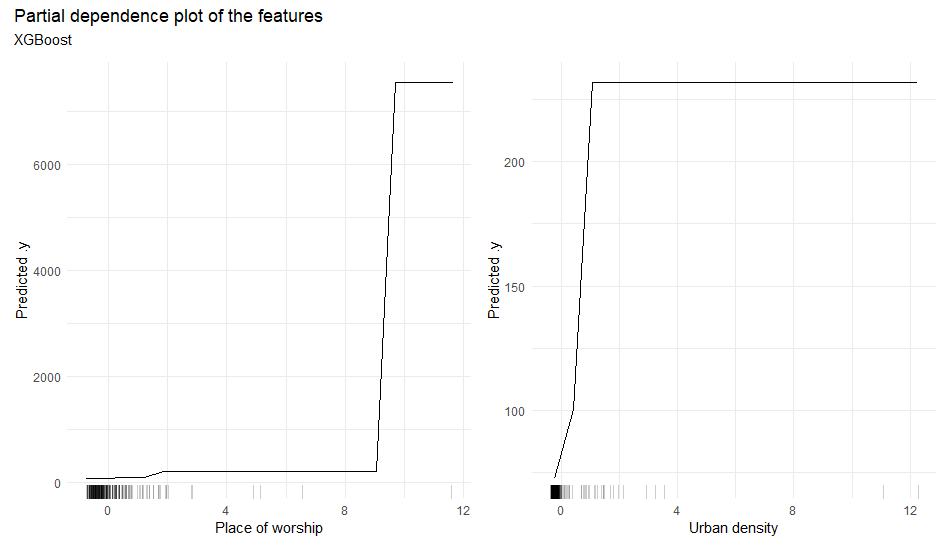 Partial dependence plot of the features
XGBoost
Predicted .y
6000
4000
2000
0
0
4
8
12
Place of worship
Predicted .y
200
150
100
0
4
8
12
Urban density